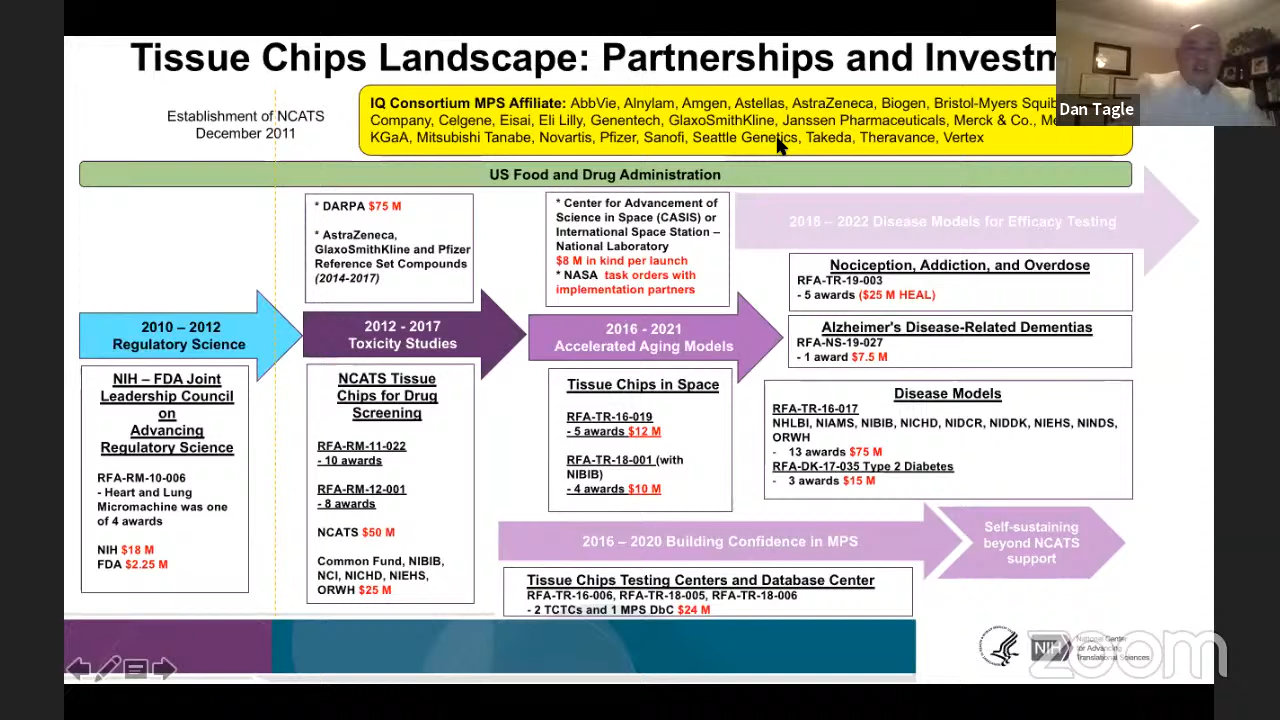 Tissue Chips Landscape: Partnerships and Investm
Dan Tagle
Establishment of NCATS
December 2011
IQ Consortium MPS Affiliate: AbbVie, Alnylam, Amgen, Astellas, AstraZeneca, Biogen, Bristol-Myers Squib
Company, Celgene, Eisai, Eli Lilly, Genentech, GlaxoSmithKline, Janssen Pharmaceuticals, Merck & Co., Me
KGaA, Mitsubishi Tanabe, Novartis, Pfizer, Sanofi, Seattle Genetics, Takeda, Theravance, Vertex
US Food and Drug Administration
* DARPA $75 M
* AstraZeneca,
GlaxoSmithKline and Pfizer
Reference Set Compounds
(2014-2017)
* Center for Advancement of
Science in Space (CASIS) or
International Space Station –
National Laboratory
$8 M in kind per launch
* NASA task orders with
implementation partners
2018 – 2022 Disease Models for Efficacy Testing
Nociception, Addiction, and Overdose
RFA-TR-19-003
- 5 awards ($25 M HEAL)
Alzheimer's Disease-Related Dementias
RFA-NS-19-027
- 1 award $7.5 M
2010 – 2012
Regulatory Science
2012 - 2017
Toxicity Studies
2016 - 2021
Accelerated Aging Models
NIH – FDA Joint
Leadership Council
on
Advancing
Regulatory Science
RFA-RM-10-006
- Heart and Lung
Micromachine was one
of 4 awards
NIH $18 M
FDA $2.25 M
NCATS Tissue
Chips for Drug
Screening
RFA-RM-11-022
- 10 awards
RFA-RM-12-001
- 8 awards
NCATS $50 M
Common Fund, NIBIB,
NCI, NICHD, NIEHS,
ORWH $25 M
Tissue Chips in Space
RFA-TR-16-019
- 5 awards $12 M
RFA-TR-18-001 (with
NIBIB)
- 4 awards $10 M
Disease Models
RFA-TR-16-017
NHLBI, NIAMS, NIBIB, NICHD, NIDCR, NIDDK, NIEHS, NINDS,
ORWH
- 13 awards $75 M
RFA-DK-17-035 Type 2 Diabetes
- 3 awards $15 M
2016 – 2020 Building Confidence in MPS
Self-sustaining
beyond NCATS
support
Tissue Chips Testing Centers and Database Center
RFA-TR-16-006, RFA-TR-18-005, RFA-TR-18-006
- 2 TCTCs and 1 MPS DbC $24 M
NIH
National Center
for Advancing
Translational Sciences
zoom